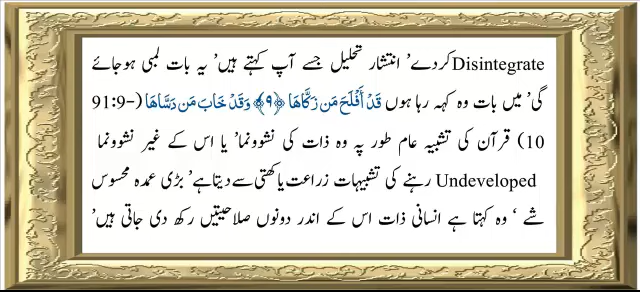 Disintegrate کردے’ انتشار تحلیل جسے آپ کہتے ہیں’ یہ بات لمبی ہوجائے
گی’ میں بات وہ کہہ رہا ہوں قَدْ أَفْلَحَ مَن زَكَّاهَا ﴿٩﴾ وَقَدْ خَابَ مَن دَسَّاهَا (91:9-
10) قرآن کی تشبیہ عام طور پہ وہ ذات کی نشوونما’ یا اس کے غیر نشوونما
Undeveloped رہنے کی تشبیہات زراعت یا کھتی سے دیتا ہے’ بڑی عمدہ محسوس
شے ‘ وہ کہتا ہے انسانی ذات اس کے اندر دونوں صلاحیتیں رکھ دی جاتی ہیں’